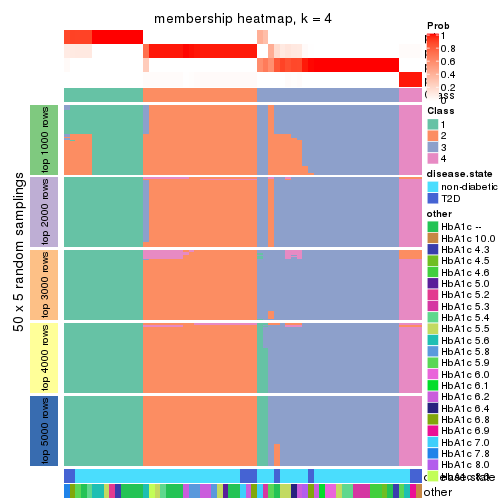 membership heatmap, k = 4
50 x 5 random samplings
top 1000 rows
top 2000 rows
top 3000 rows
top 4000 rows
top 5000 rows
Prob
1
0.8
0.6
0.4
0.2
0
Class
1
2
3
4
disease.state
non-diabetic
T2D
other
HbA1c --
HbA1c 10.0
HbA1c 4.3
HbA1c 4.5
HbA1c 4.6
HbA1c 5.0
HbA1c 5.2
HbA1c 5.3
HbA1c 5.4
HbA1c 5.5
HbA1c 5.6
HbA1c 5.8
HbA1c 5.9
HbA1c 6.0
HbA1c 6.1
HbA1c 6.2
HbA1c 6.4
HbA1c 6.8
HbA1c 6.9
HbA1c 7.0
HbA1c 7.8
HbA1c 8.0
other